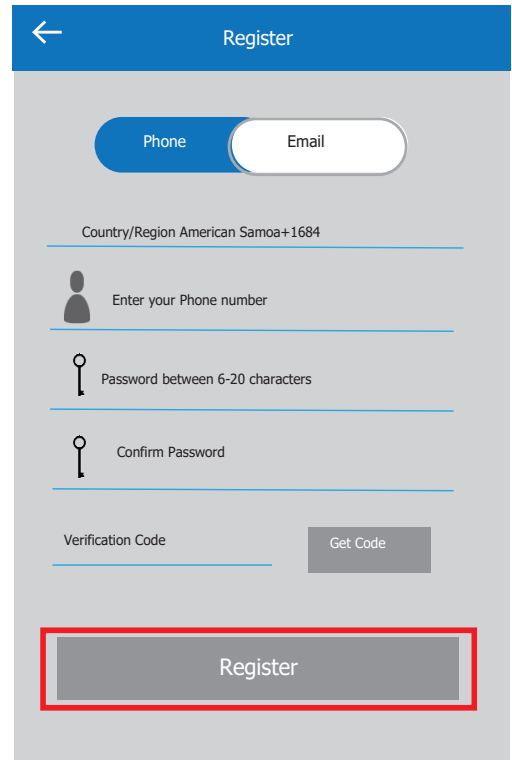 Register
Phone Email
Country/Region American Samoa+1684
Enter your Phone number
Password between 6-20 characters
Confirm Password
Verification Code Get Code
Register